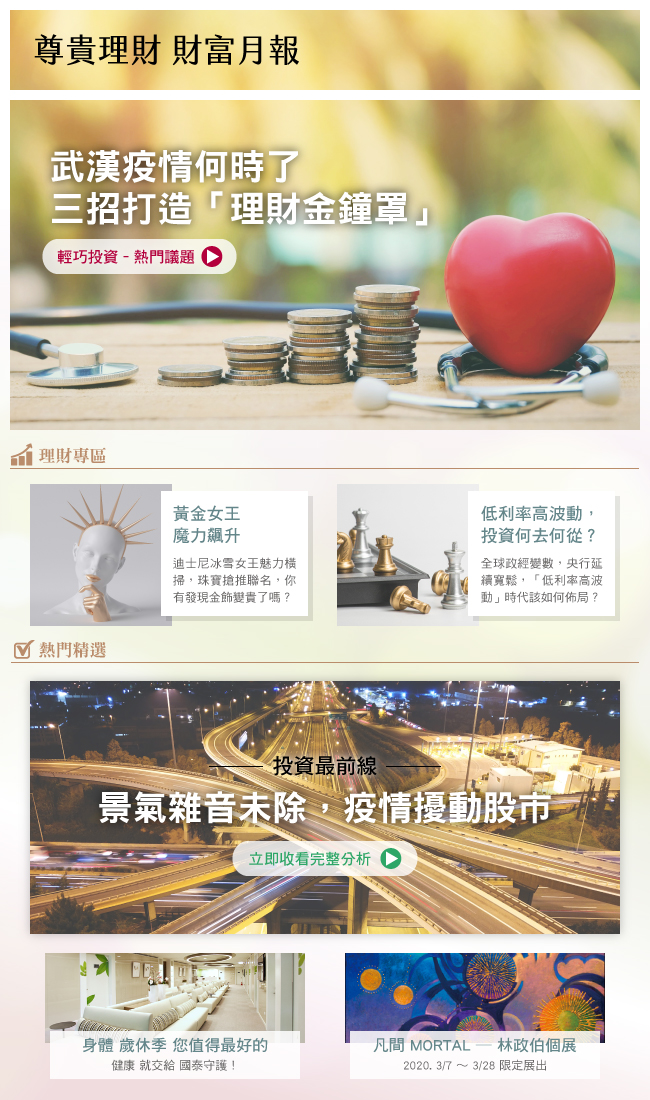 尊貴理財 財富月報
武漢疫情何時了
三招打造「理財金鐘罩」
輕巧投資 - 熱門議題
理財專區
黃金女王
魔力飆升
迪士尼冰雪女王魅力橫
掃，珠寶搶推聯名，你
有發現金飾變貴了嗎？
低利率高波動，
投資何去何從？
全球政經變數，央行延
續寬鬆，「低利率高波
動」時代該如何佈局？
熱門精選
投資最前線
景氣雜音未除，疫情擾動股市
立即收看完整分析
身體 歲休季 您值得最好的
健康 就交給 國泰守護！
凡間 MORTAL — 林政伯個展
2020. 3/7 ～ 3/28 限定展出